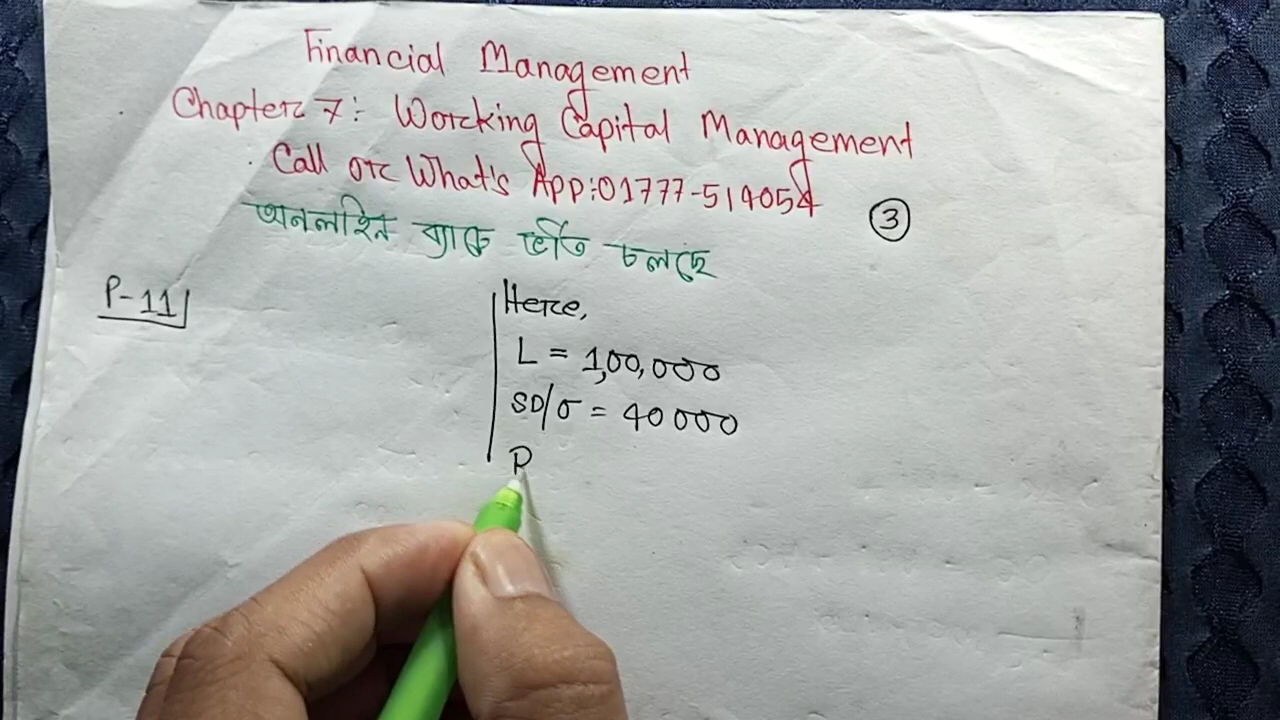 Financial Management
Chapter 7: Working Capital Management
Call or What's App:01777-519054
অনলাইন ব্যাচে ভর্তি চলছে
3
P-11
Here,
L = 1,00,000
SD/σ = 40000
P